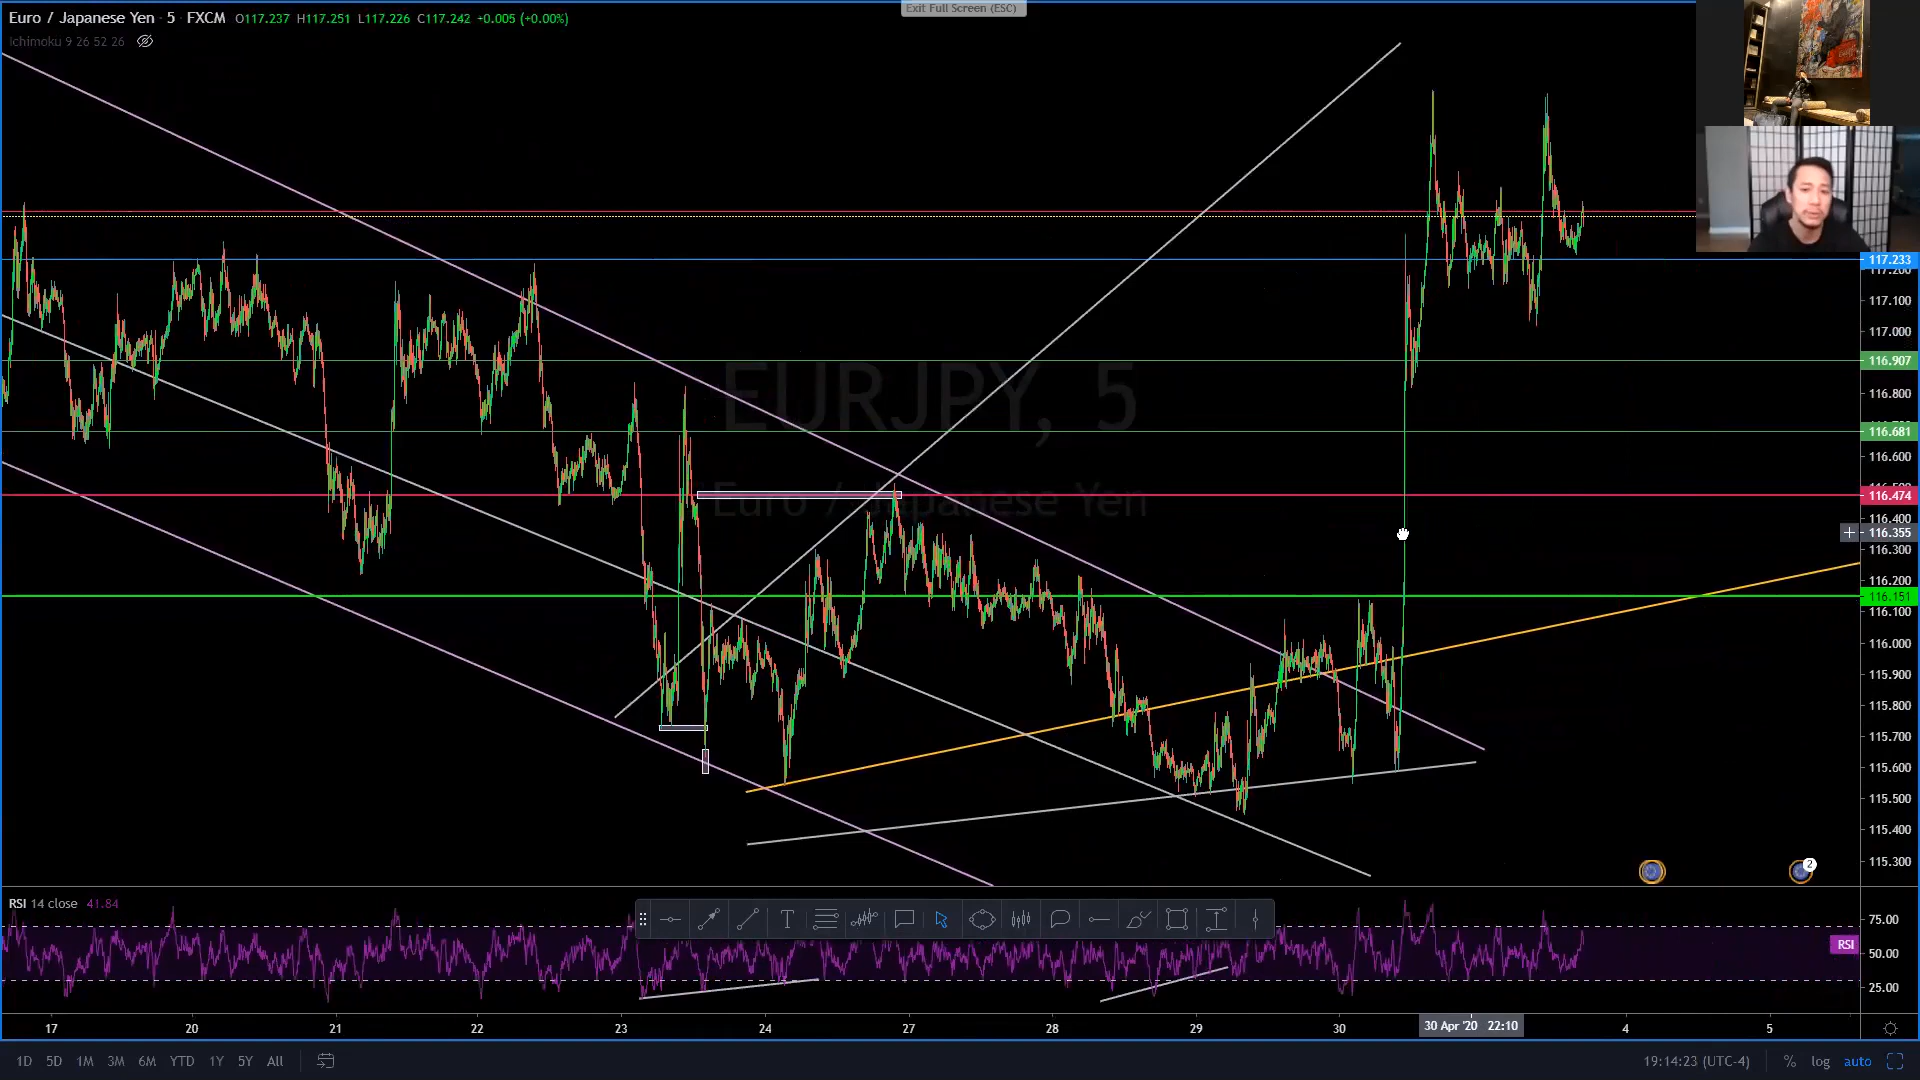 Exit Full Screen (ESC)
Euro / Japanese Yen · 5 · FXCM O117.237 H117.251 L117.226 C117.242 +0.005 (+0.00%)
Ichimoku 9 26 52 26
117.233
117.200
117.100
117.000
116.907
116.800
116.681
116.600
116.474
116.400
116.355
116.300
116.200
116.151
116.100
116.000
115.900
115.800
115.700
115.600
115.500
115.400
115.300
EURJPY, 5
Euro / Japanese Yen
2
RSI 14 close 41.84
T
75.00
RSI
50.00
25.00
17 20 21 22 23 24 27 28 29 30 30 Apr '20 22:10 4 5
1D 5D 1M 3M 6M YTD 1Y 5Y All 19:14:23 (UTC-4) % log auto